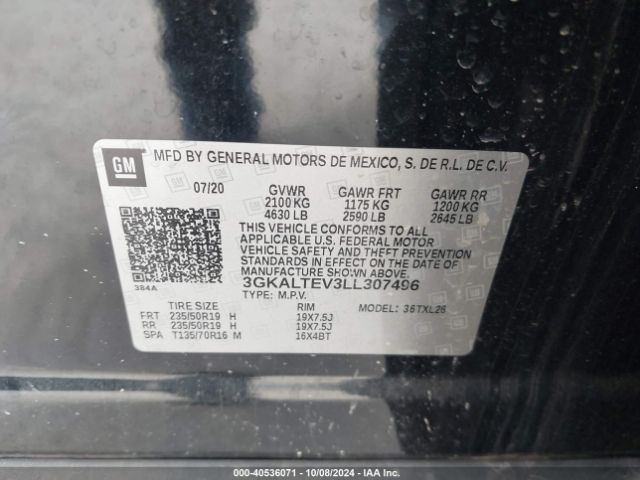 GM MFD BY GENERAL MOTORS DE MEXICO, S. DE R.L. DE C.V.
07/20 GVWR GAWR FRT GAWR RR
2100 KG 1175 KG 1200 KG
4630 LB 2590 LB 2645 LB
THIS VEHICLE CONFORMS TO ALL
APPLICABLE U.S. FEDERAL MOTOR
VEHICLE SAFETY AND THEFT PREVENTION
STANDARDS IN EFFECT ON THE DATE OF
MANUFACTURE SHOWN ABOVE.
384A 3GKALTEV3LL307496
TYPE: M.P.V. MODEL: 36TXL26
TIRE SIZE RIM
FRT 235/50R19 H 19X7.5J
RR 235/50R19 H 19X7.5J
SPA T135/70R16 M 16X4BT
000-40536071 - 10/08/2024 - IAA Inc.